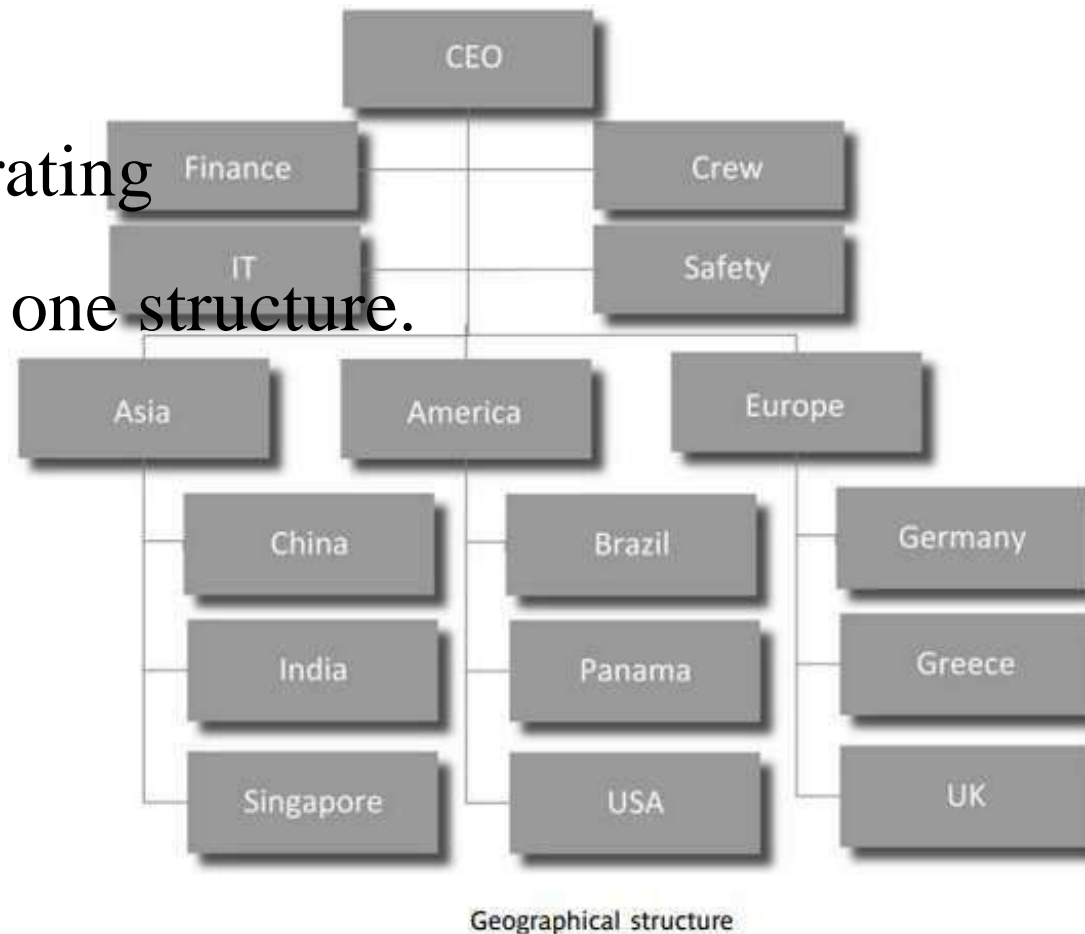 CEO
rating
Finance
Crew
IT
Safety
one structure.
Asia
America
Europe
China
Brazil
Germany
India
Panama
Greece
Singapore
USA
UK
Geographical structure